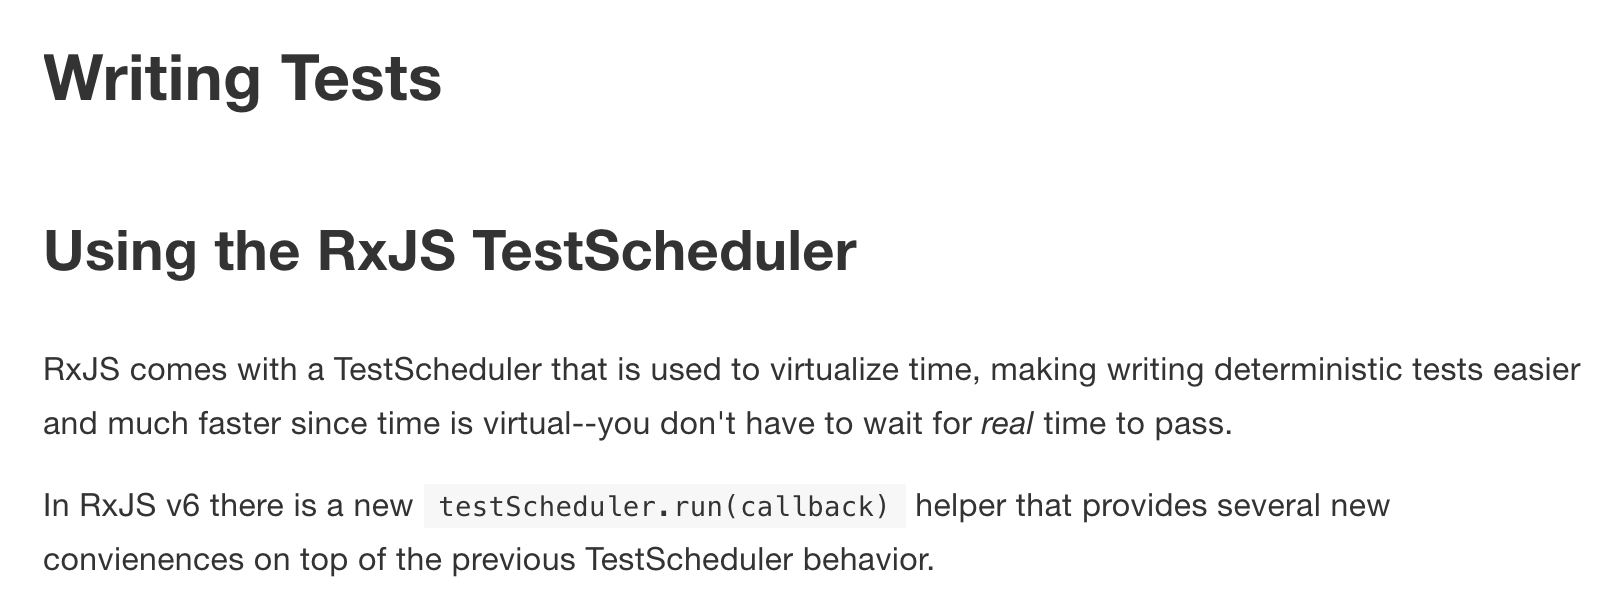 Writing Tests
Using the RxJS TestScheduler
RxJS comes with a TestScheduler that is used to virtualize time, making writing deterministic tests easier
and much faster since time is virtual--you don't have to wait for real time to pass.
In RxJS v6 there is a new testScheduler.run(callback) helper that provides several new
convienences on top of the previous TestScheduler behavior.